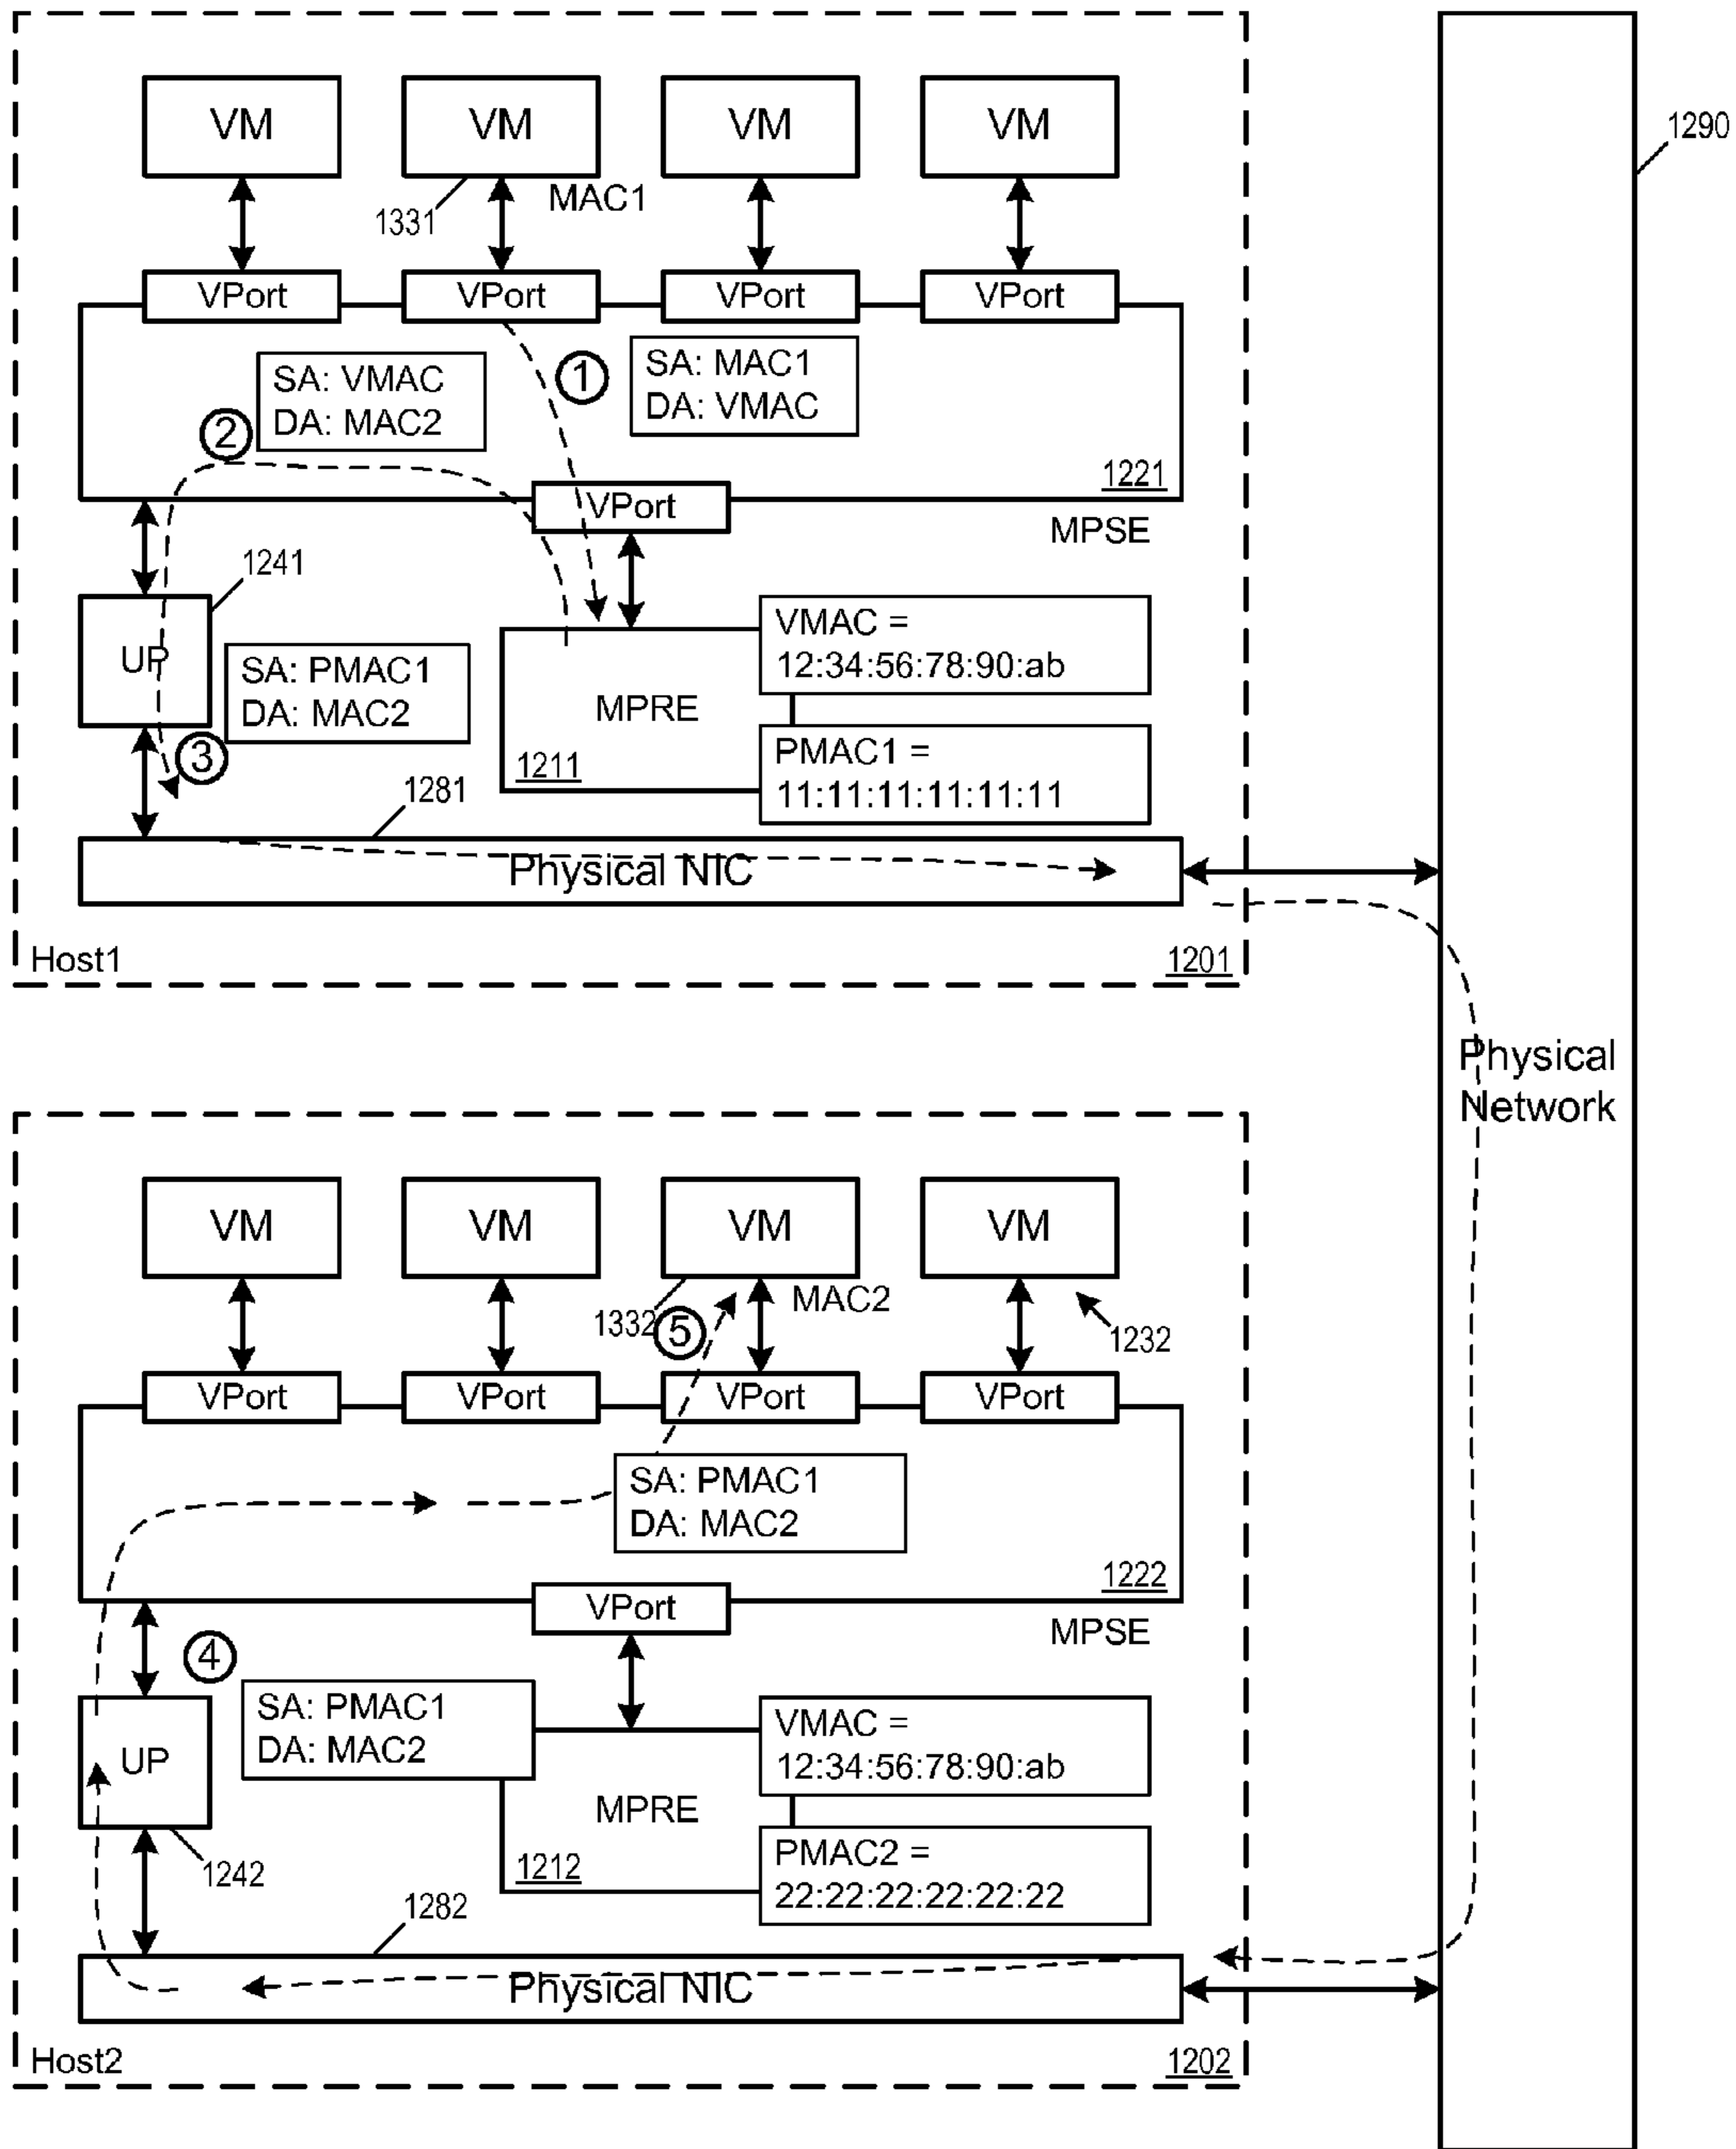 VM
VM
VM
VM
1290
1331
MAC1
VPort
VPort
VPort
VPort
SA: VMAC
DA: MAC2
1
SA: MAC1
DA: VMAC
2
1221
VPort
MPSE
1241
UP
SA: PMAC1
DA: MAC2
VMAC =
12:34:56:78:90:ab
MPRE
1211
PMAC1 =
11:11:11:11:11:11
3
1281
Physical NIC
Host1
1201
Physical
Network
VM
VM
VM
VM
1332
MAC2
5
1232
VPort
VPort
VPort
VPort
SA: PMAC1
DA: MAC2
1222
VPort
MPSE
4
SA: PMAC1
DA: MAC2
UP
VMAC =
12:34:56:78:90:ab
MPRE
1242
1212
PMAC2 =
22:22:22:22:22:22
1282
Physical NIC
Host2
1202